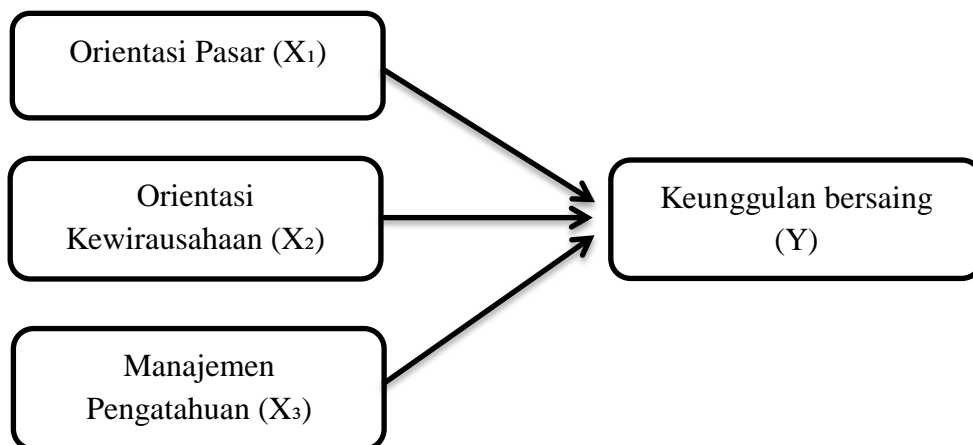 Orientasi Pasar (X₁)
Orientasi
Kewirausahaan (X₂)
Manajemen
Pengatahuan (X₃)
Keunggulan bersaing
(Y)